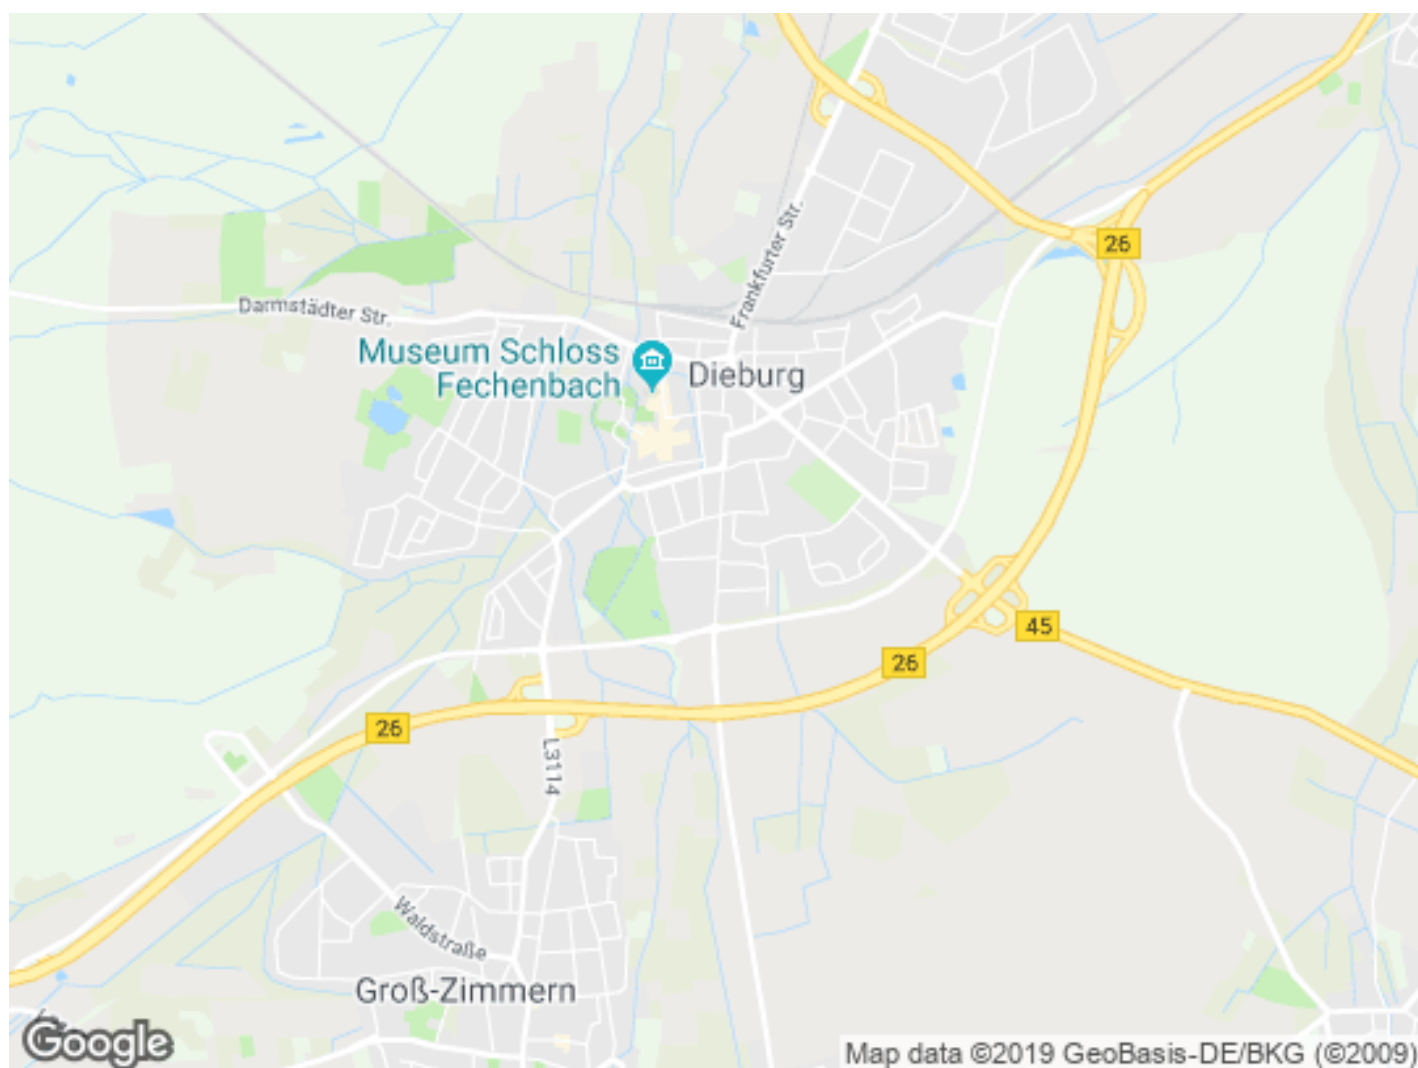 26
Frankfurter Str.
Darmstädter Str.
Museum Schloss
Fechenbach
Dieburg
45
26
26
L3114
Waldstraße
Groß-Zimmern
Google
Map data ©2019 GeoBasis-DE/BKG (©2009)